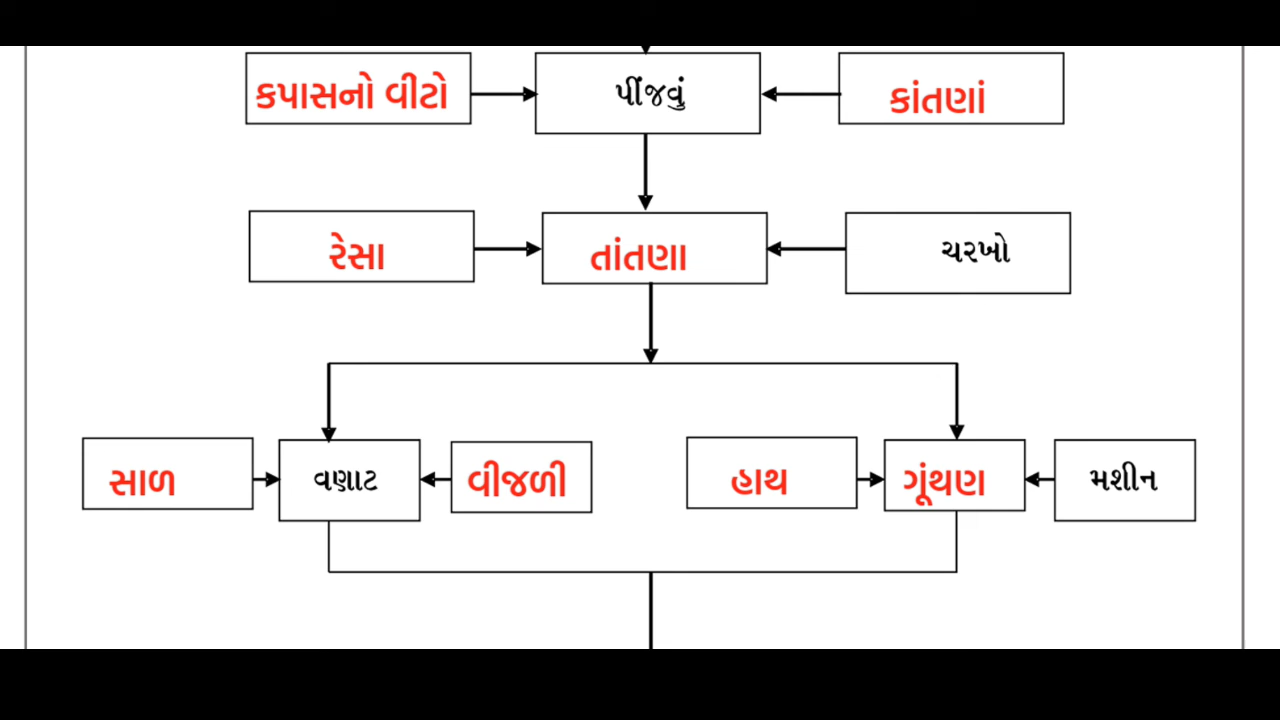 કપાસનો વીટો
પીંજવું
કાંતણાં
રેસા
તાંતણા
ચરખો
સાળ
વણાટ
વીજળી
હાથ
ગૂંથણ
મશીન